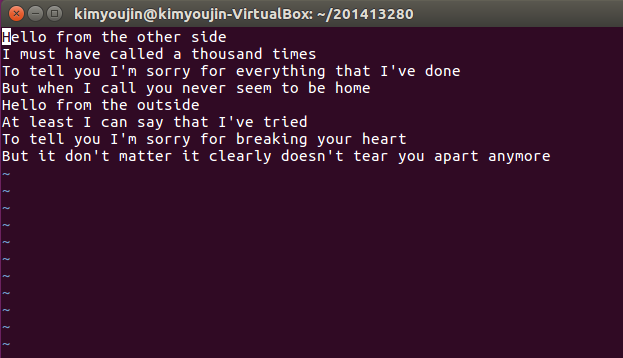 kimyoujin@kimyoujin-VirtualBox: ~/201413280
Hello from the other side
I must have called a thousand times
To tell you I'm sorry for everything that I've done
But when I call you never seem to be home
Hello from the outside
At least I can say that I've tried
To tell you I'm sorry for breaking your heart
But it don't matter it clearly doesn't tear you apart anymore
~
~
~
~
~
~
~
~
~
~
~